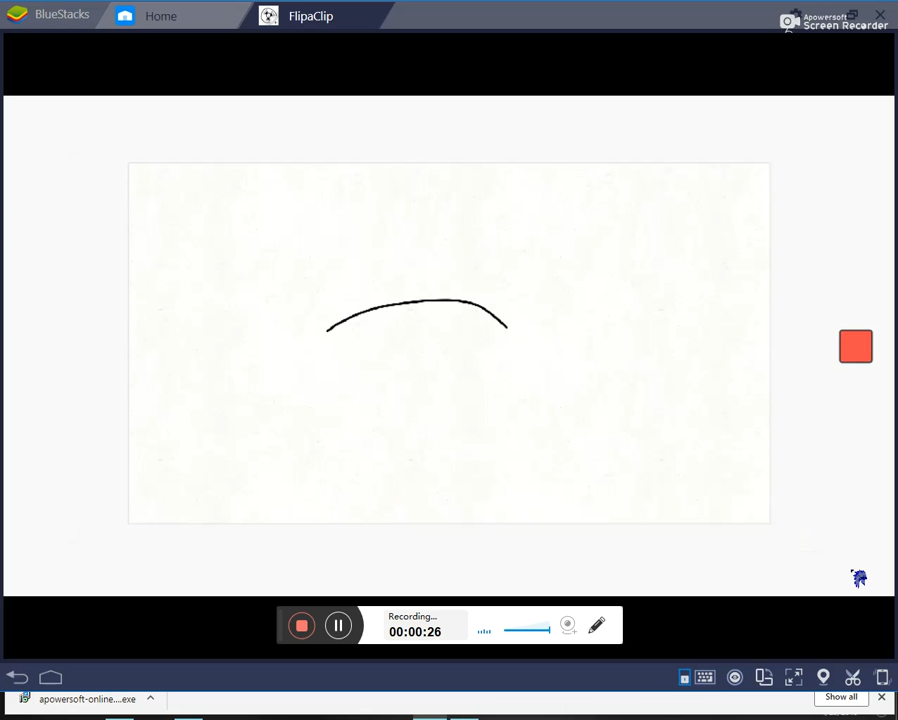 BlueStacks
Home
FlipaClip
Apowersoft
Screen Recorder
Recording...
00:00:26
apowersoft-online....exe
Show all